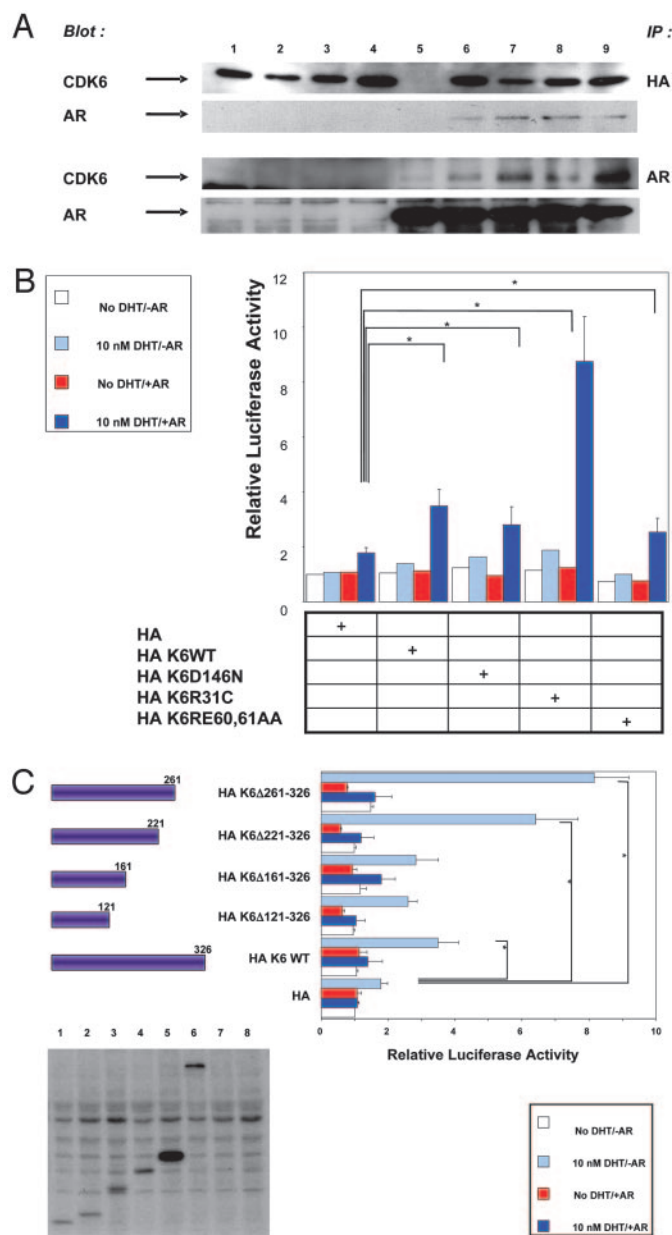 A
Blot :
1 2 3 4 5 6 7 8 9
IP :
CDK6
HA
AR
CDK6
AR
AR
B
No DHT/-AR
10 nM DHT/-AR
No DHT/+AR
10 nM DHT/+AR
Relative Luciferase Activity
12
10
8
6
4
2
0
* * * *
HA +
HA K6WT +
HA K6D146N +
HA K6R31C +
HA K6RE60,61AA +
C
261 HA K6Δ261-326
221 HA K6Δ221-326
161 HA K6Δ161-326
121 HA K6Δ121-326
326 HA K6 WT
HA
* * *
0 2 4 6 8 10
Relative Luciferase Activity
1 2 3 4 5 6 7 8
No DHT/-AR
10 nM DHT/-AR
No DHT/+AR
10 nM DHT/+AR